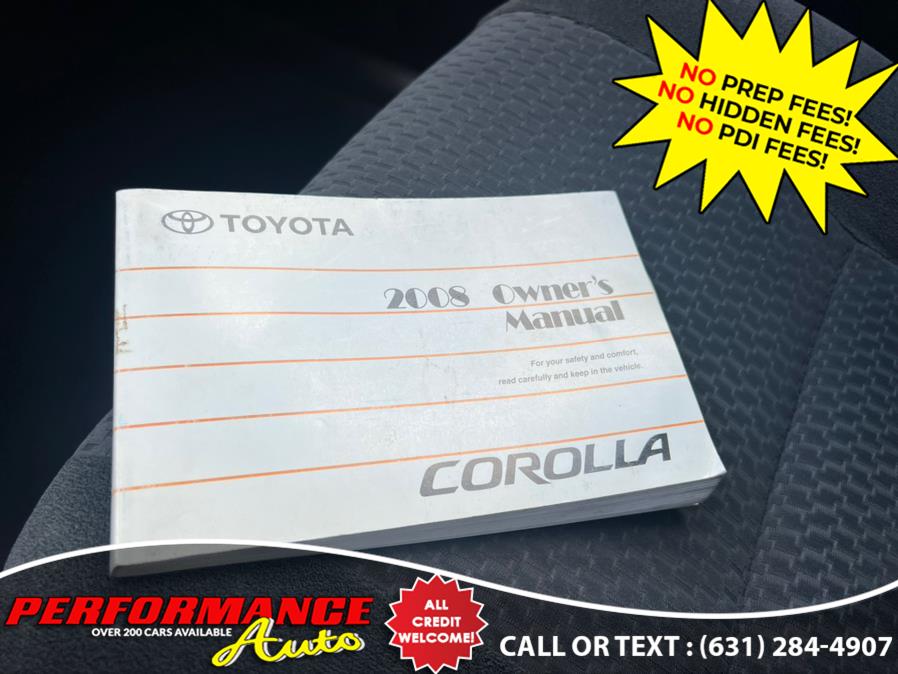 NO PREP FEES!
NO HIDDEN FEES!
NO PDI FEES!
TOYOTA
2008 Owner's
Manual
For your safety and comfort,
read carefully and keep in the vehicle.
COROLLA
PERFORMANCE
OVER 200 CARS AVAILABLE
Auto
ALL
CREDIT
WELCOME!
CALL OR TEXT : (631) 284-4907